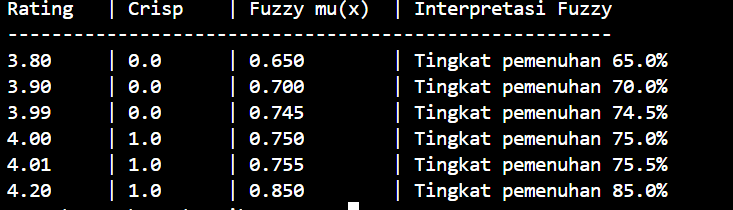 Rating | Crisp | Fuzzy mu(x) | Interpretasi Fuzzy
-------------------------------------------------------
3.80 | 0.0 | 0.650 | Tingkat pemenuhan 65.0%
3.90 | 0.0 | 0.700 | Tingkat pemenuhan 70.0%
3.99 | 0.0 | 0.745 | Tingkat pemenuhan 74.5%
4.00 | 1.0 | 0.750 | Tingkat pemenuhan 75.0%
4.01 | 1.0 | 0.755 | Tingkat pemenuhan 75.5%
4.20 | 1.0 | 0.850 | Tingkat pemenuhan 85.0%